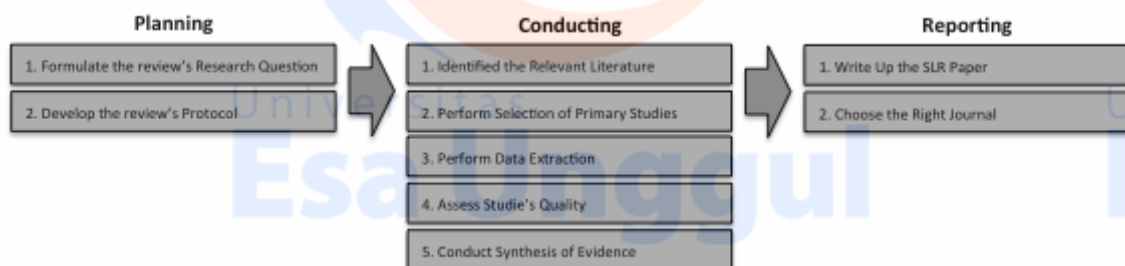 Planning
1. Formulate the review's Research Question
2. Develop the review's Protocol
Conducting
1. Identified the Relevant Literature
2. Perform Selection of Primary Studies
3. Perform Data Extraction
4. Assess Studie's Quality
5. Conduct Synthesis of Evidence
Reporting
1. Write Up the SLR Paper
2. Choose the Right Journal
Universitas
Esa Unggul